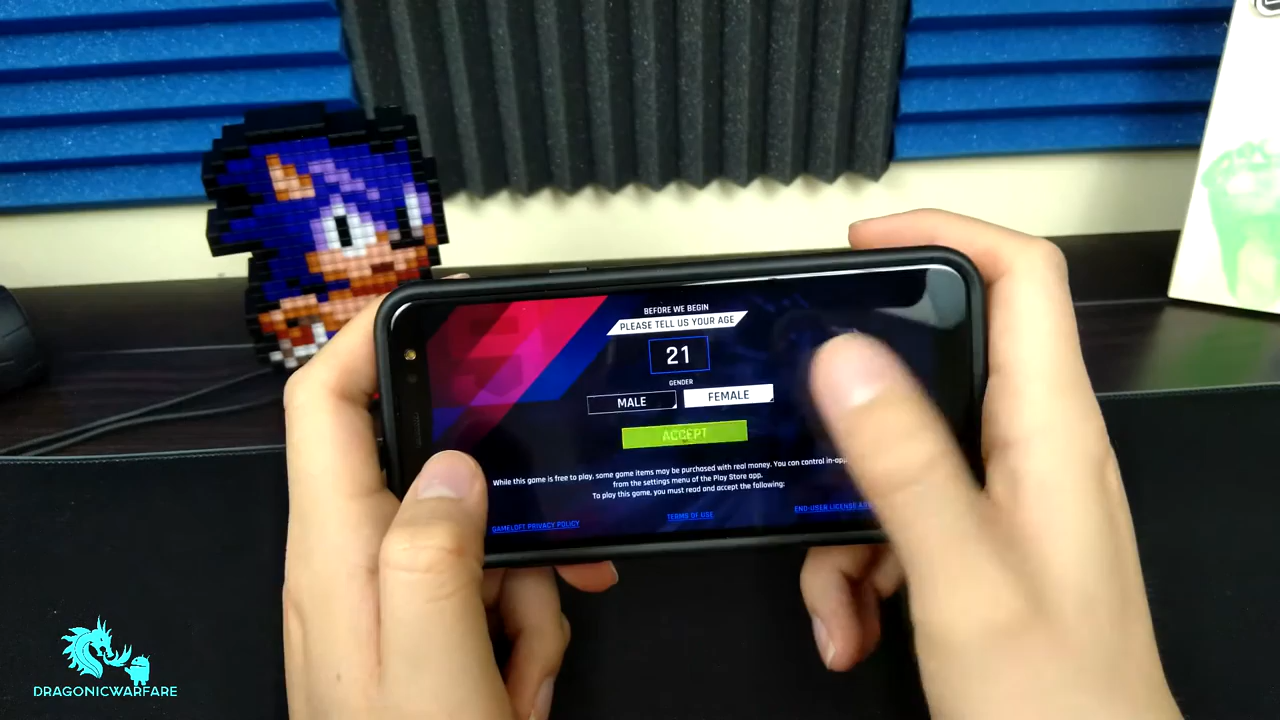 BEFORE WE BEGIN
PLEASE TELL US YOUR AGE
21
GENDER
MALE
FEMALE
ACCEPT
While this game is free to play, some game items may be purchased with real money. You can control in-app
from the settings menu of the Play Store app.
To play this game, you must read and accept the following:
GAMELOFT PRIVACY POLICY
TERMS OF USE
END-USER LICENSE
DRAGONICWARFARE